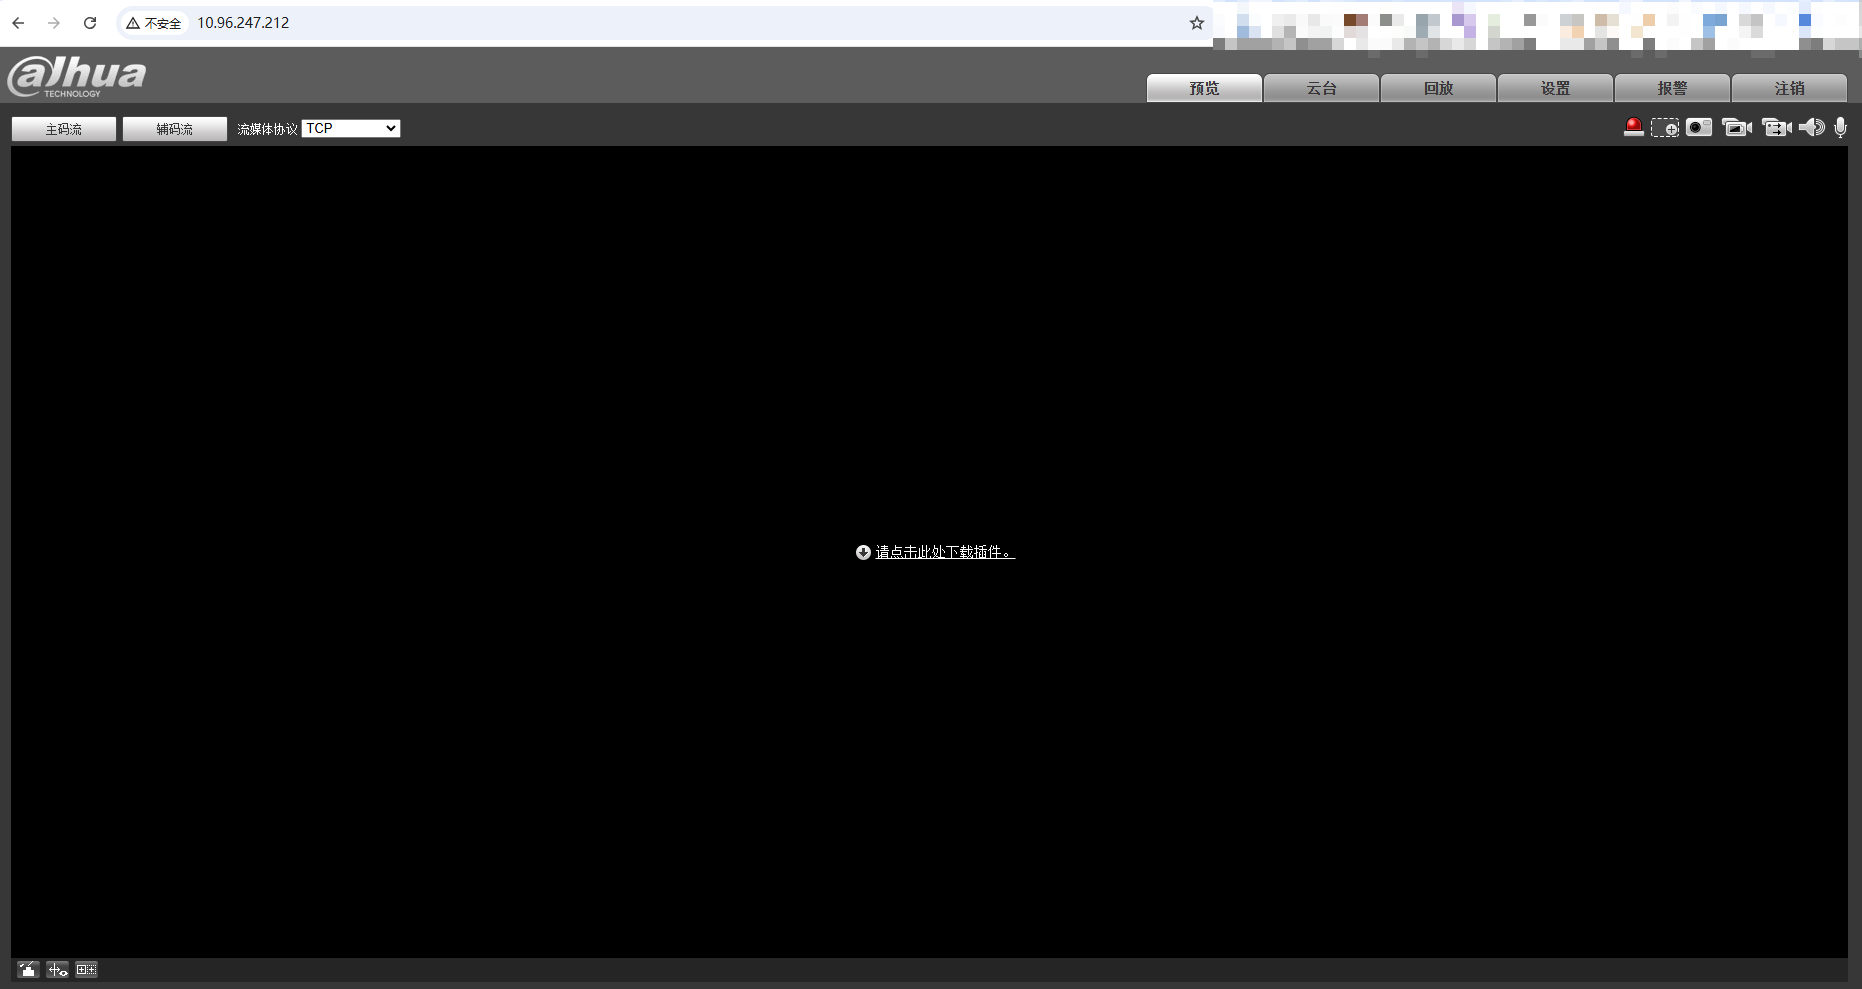 不安全 10.96.247.212
alhua
TECHNOLOGY
预览 云台 回放 设置 报警 注销
主码流 辅码流 流媒体协议 TCP
请点击此处下载插件。